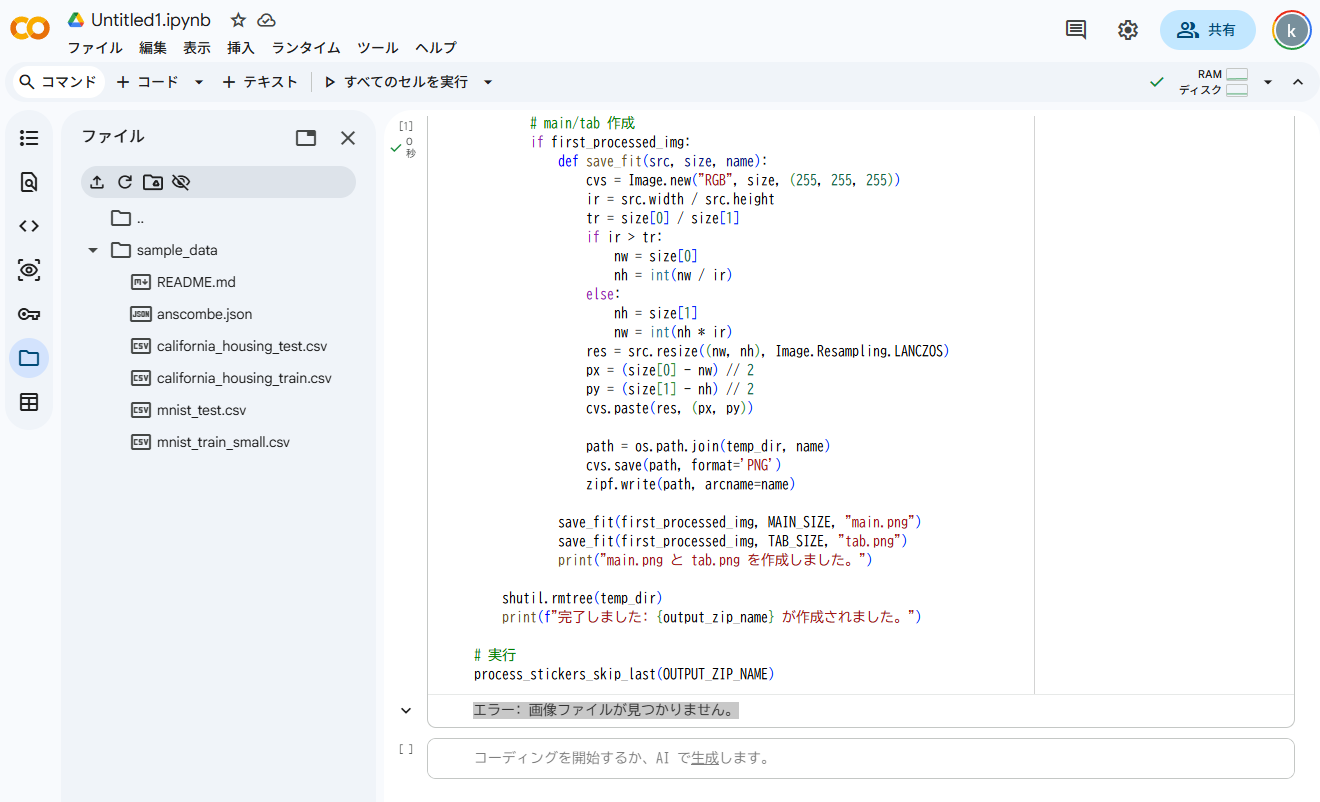 Untitled1.ipynb
ファイル 編集 表示 挿入 ランタイム ツール ヘルプ
共有
k
コマンド + コード + テキスト すべてのセルを実行
RAM
ディスク
ファイル
..
sample_data
README.md
anscombe.json
california_housing_test.csv
california_housing_train.csv
mnist_test.csv
mnist_train_small.csv
[1]
0
秒
# main/tab 作成
if first_processed_img:
def save_fit(src, size, name):
cvs = Image.new("RGB", size, (255, 255, 255))
ir = src.width / src.height
tr = size[0] / size[1]
if ir > tr:
nw = size[0]
nh = int(nw / ir)
else:
nh = size[1]
nw = int(nh * ir)
res = src.resize((nw, nh), Image.Resampling.LANCZOS)
px = (size[0] - nw) // 2
py = (size[1] - nh) // 2
cvs.paste(res, (px, py))
path = os.path.join(temp_dir, name)
cvs.save(path, format='PNG')
zipf.write(path, arcname=name)
save_fit(first_processed_img, MAIN_SIZE, "main.png")
save_fit(first_processed_img, TAB_SIZE, "tab.png")
print("main.png と tab.png を作成しました。")
shutil.rmtree(temp_dir)
print(f"完了しました: {output_zip_name} が作成されました。")
# 実行
process_stickers_skip_last(OUTPUT_ZIP_NAME)
エラー: 画像ファイルが見つかりません。
[ ]
コーディングを開始するか、AI で生成します。